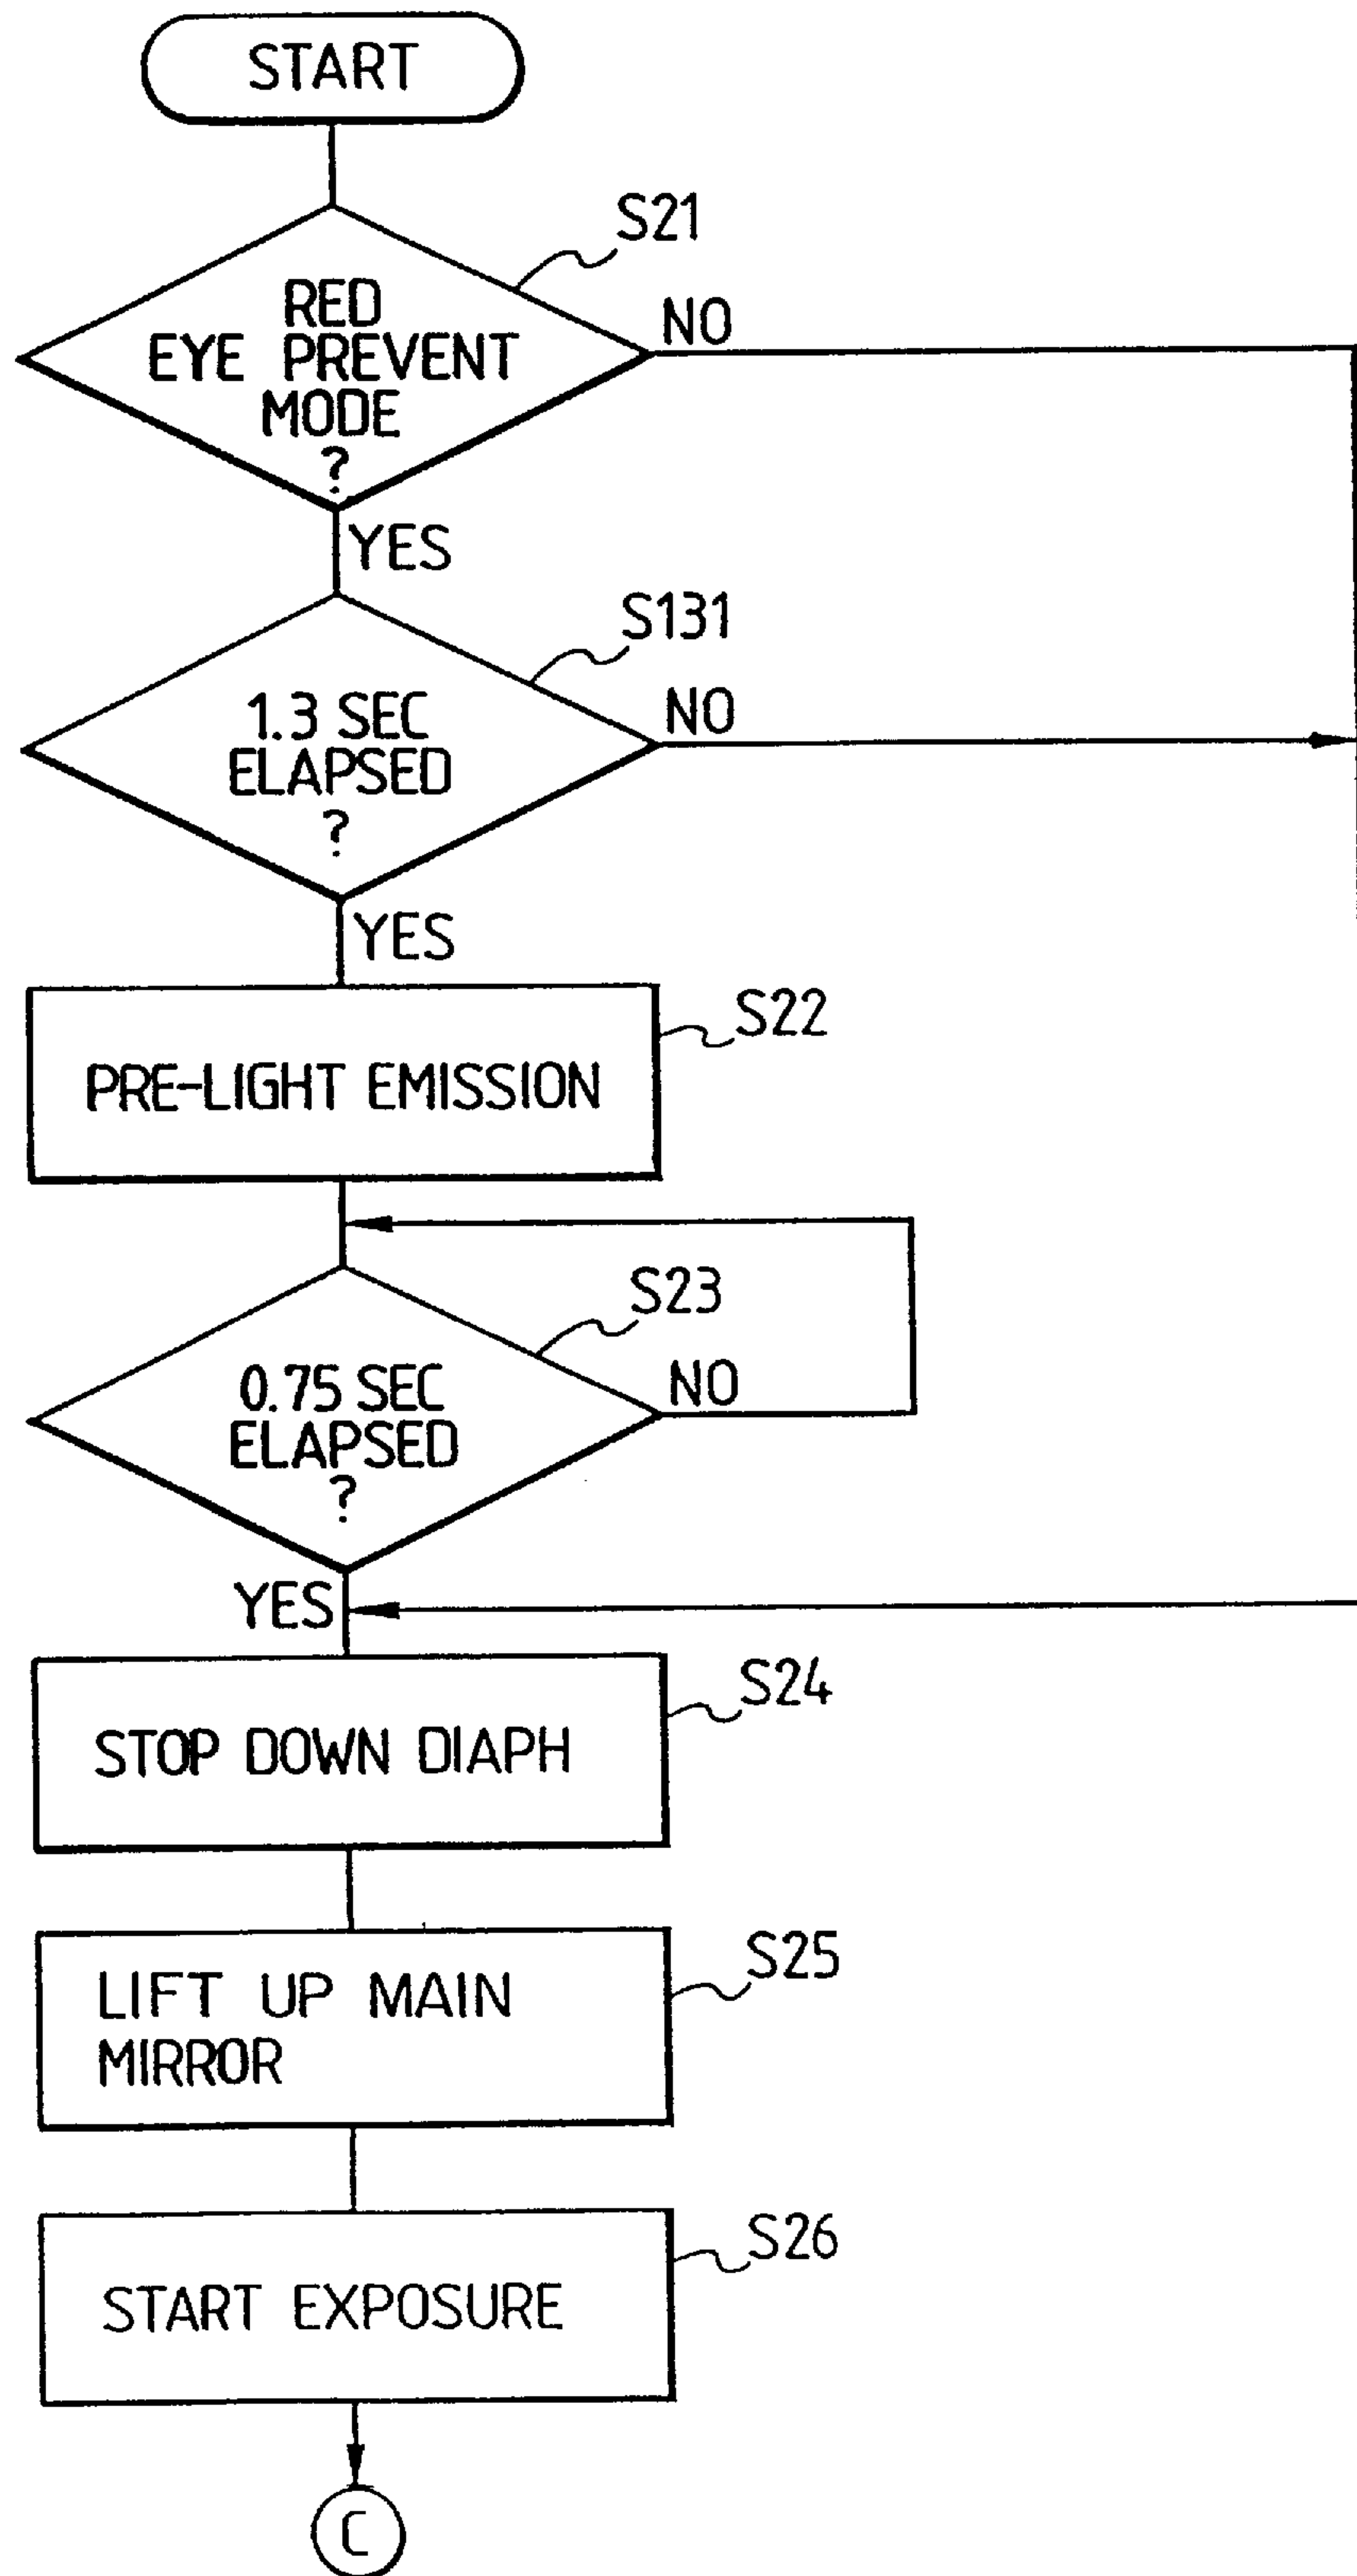 START
S21
RED
EYE PREVENT
MODE
?
NO
YES
S131
1.3 SEC
ELAPSED
?
NO
YES
S22
PRE-LIGHT EMISSION
S23
0.75 SEC
ELAPSED
?
NO
YES
S24
STOP DOWN DIAPH
S25
LIFT UP MAIN
MIRROR
S26
START EXPOSURE
C